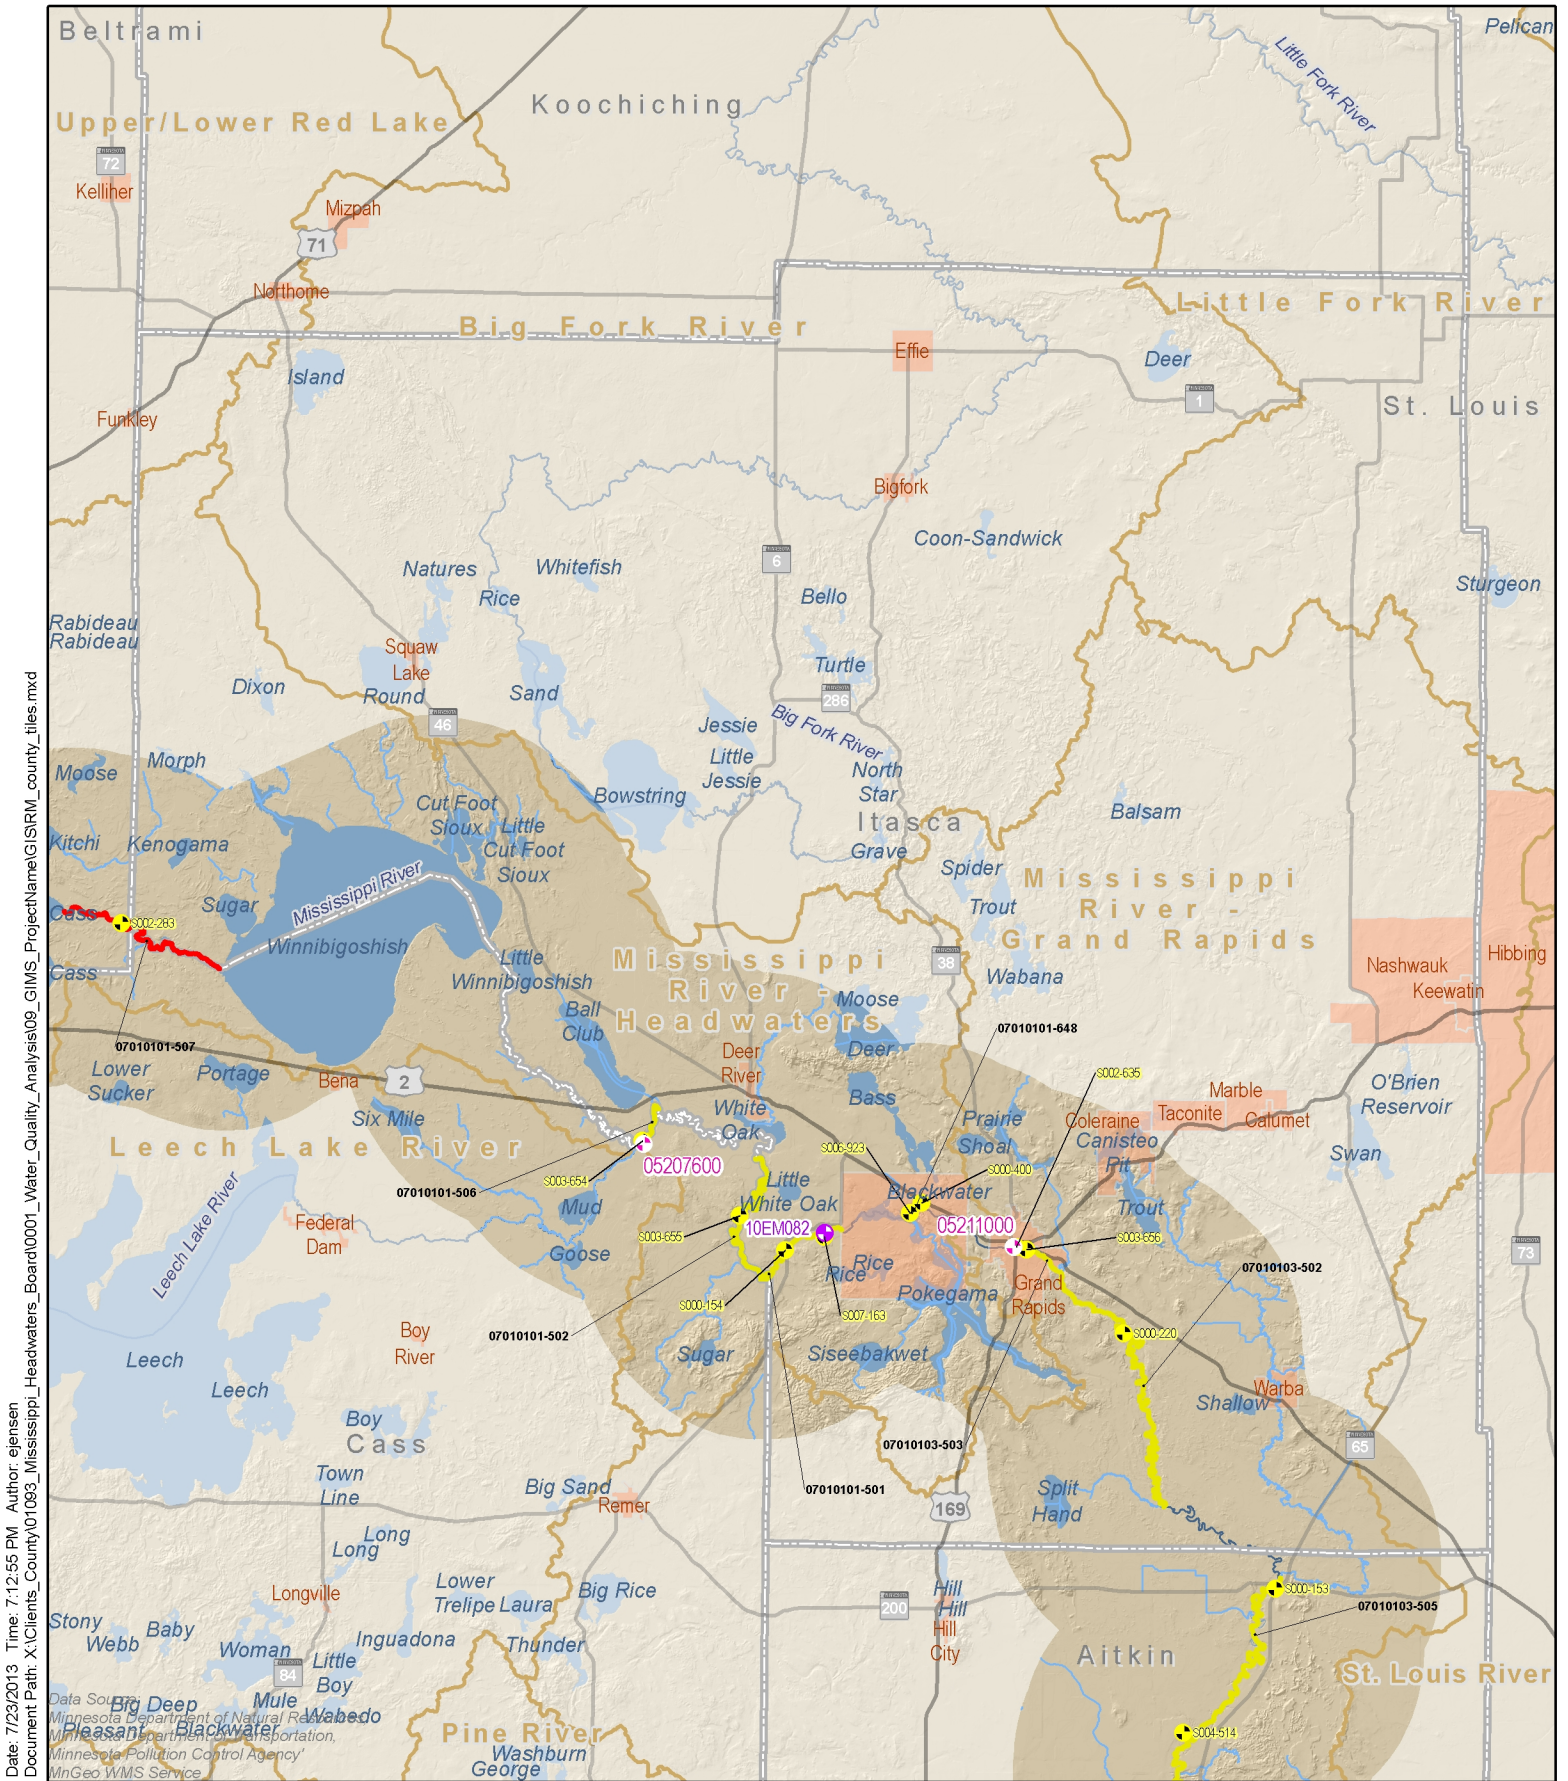 Beltrami
Pelican
Little Fork River
Koochiching
Upper/Lower Red Lake
72
Kelliher
Mizpah
71
Northome
Little Fork River
Big Fork River
Effie
Deer
Island
1
St. Louis
Funkley
Bigfork
Coon-Sandwick
6
Natures
Whitefish
Rice
Bello
Sturgeon
Rabideau
Rabideau
Squaw
Lake
Turtle
Dixon
Round
Sand
286
46
Jessie
Big Fork River
Little
Jessie
Morph
Moose
North
Star
Bowstring
Cut Foot
Sioux
Little
Cut Foot
Sioux
Balsam
Itasca
Kitchi
Kenogama
Grave
Spider
Mississippi River
Mississippi
River -
Grand Rapids
Sugar
Trout
Cass
S002-283
Winnibigoshish
Little
Winnibigoshish
Mississippi
River -
Headwaters
38
Wabana
Nashwauk
Keewatin
Hibbing
Cass
Ball
Club
Moose
07010101-648
07010101-507
Deer
Deer
River
Lower
Sucker
Portage
Bena
2
S002-635
O'Brien
Reservoir
Bass
Marble
Taconite
Calumet
Six Mile
White
Oak
Prairie
Shoal
Coleraine
Canisteo
Pit
Leech Lake River
S006-923
Swan
05207600
S000-400
S003-654
07010101-506
Little
White Oak
Blackwater
Leech Lake River
Mud
Trout
Federal
Dam
10EM082
05211000
S003-655
S003-656
Goose
73
Rice
Rice
07010103-502
Grand
Rapids
Pokegama
S000-154
S007-163
07010101-502
Boy
River
S000-220
Leech
Sugar
Siseebakwet
Leech
Warba
Shallow
Boy
Cass
07010103-503
65
Town
Line
Big Sand
07010101-501
Remer
Split
Hand
169
Long
Long
Longville
Lower
Trelipe
Laura
Big Rice
Hill
Hill
Hill
City
200
S000-153
07010103-505
Stony
Webb
Baby
Woman
Inguadona
Thunder
Aitkin
84
Little
Boy
St. Louis River
Big Deep
Mule
Wabedo
Pleasant
Blackwater
Pine River
S004-514
Washburn
George
Data Source:
Minnesota Department of Natural Resources,
Minnesota Department of Transportation,
Minnesota Pollution Control Agency'
MnGeo WMS Service
Date: 7/23/2013 Time: 7:12:55 PM Author: ejensen
Document Path: X:\Clients_County\01093_Mississippi_Headwaters_Board\0001_Water_Quality_Analysis\09_GIMS_ProjectName\GIS\RM_county_tiles.mxd